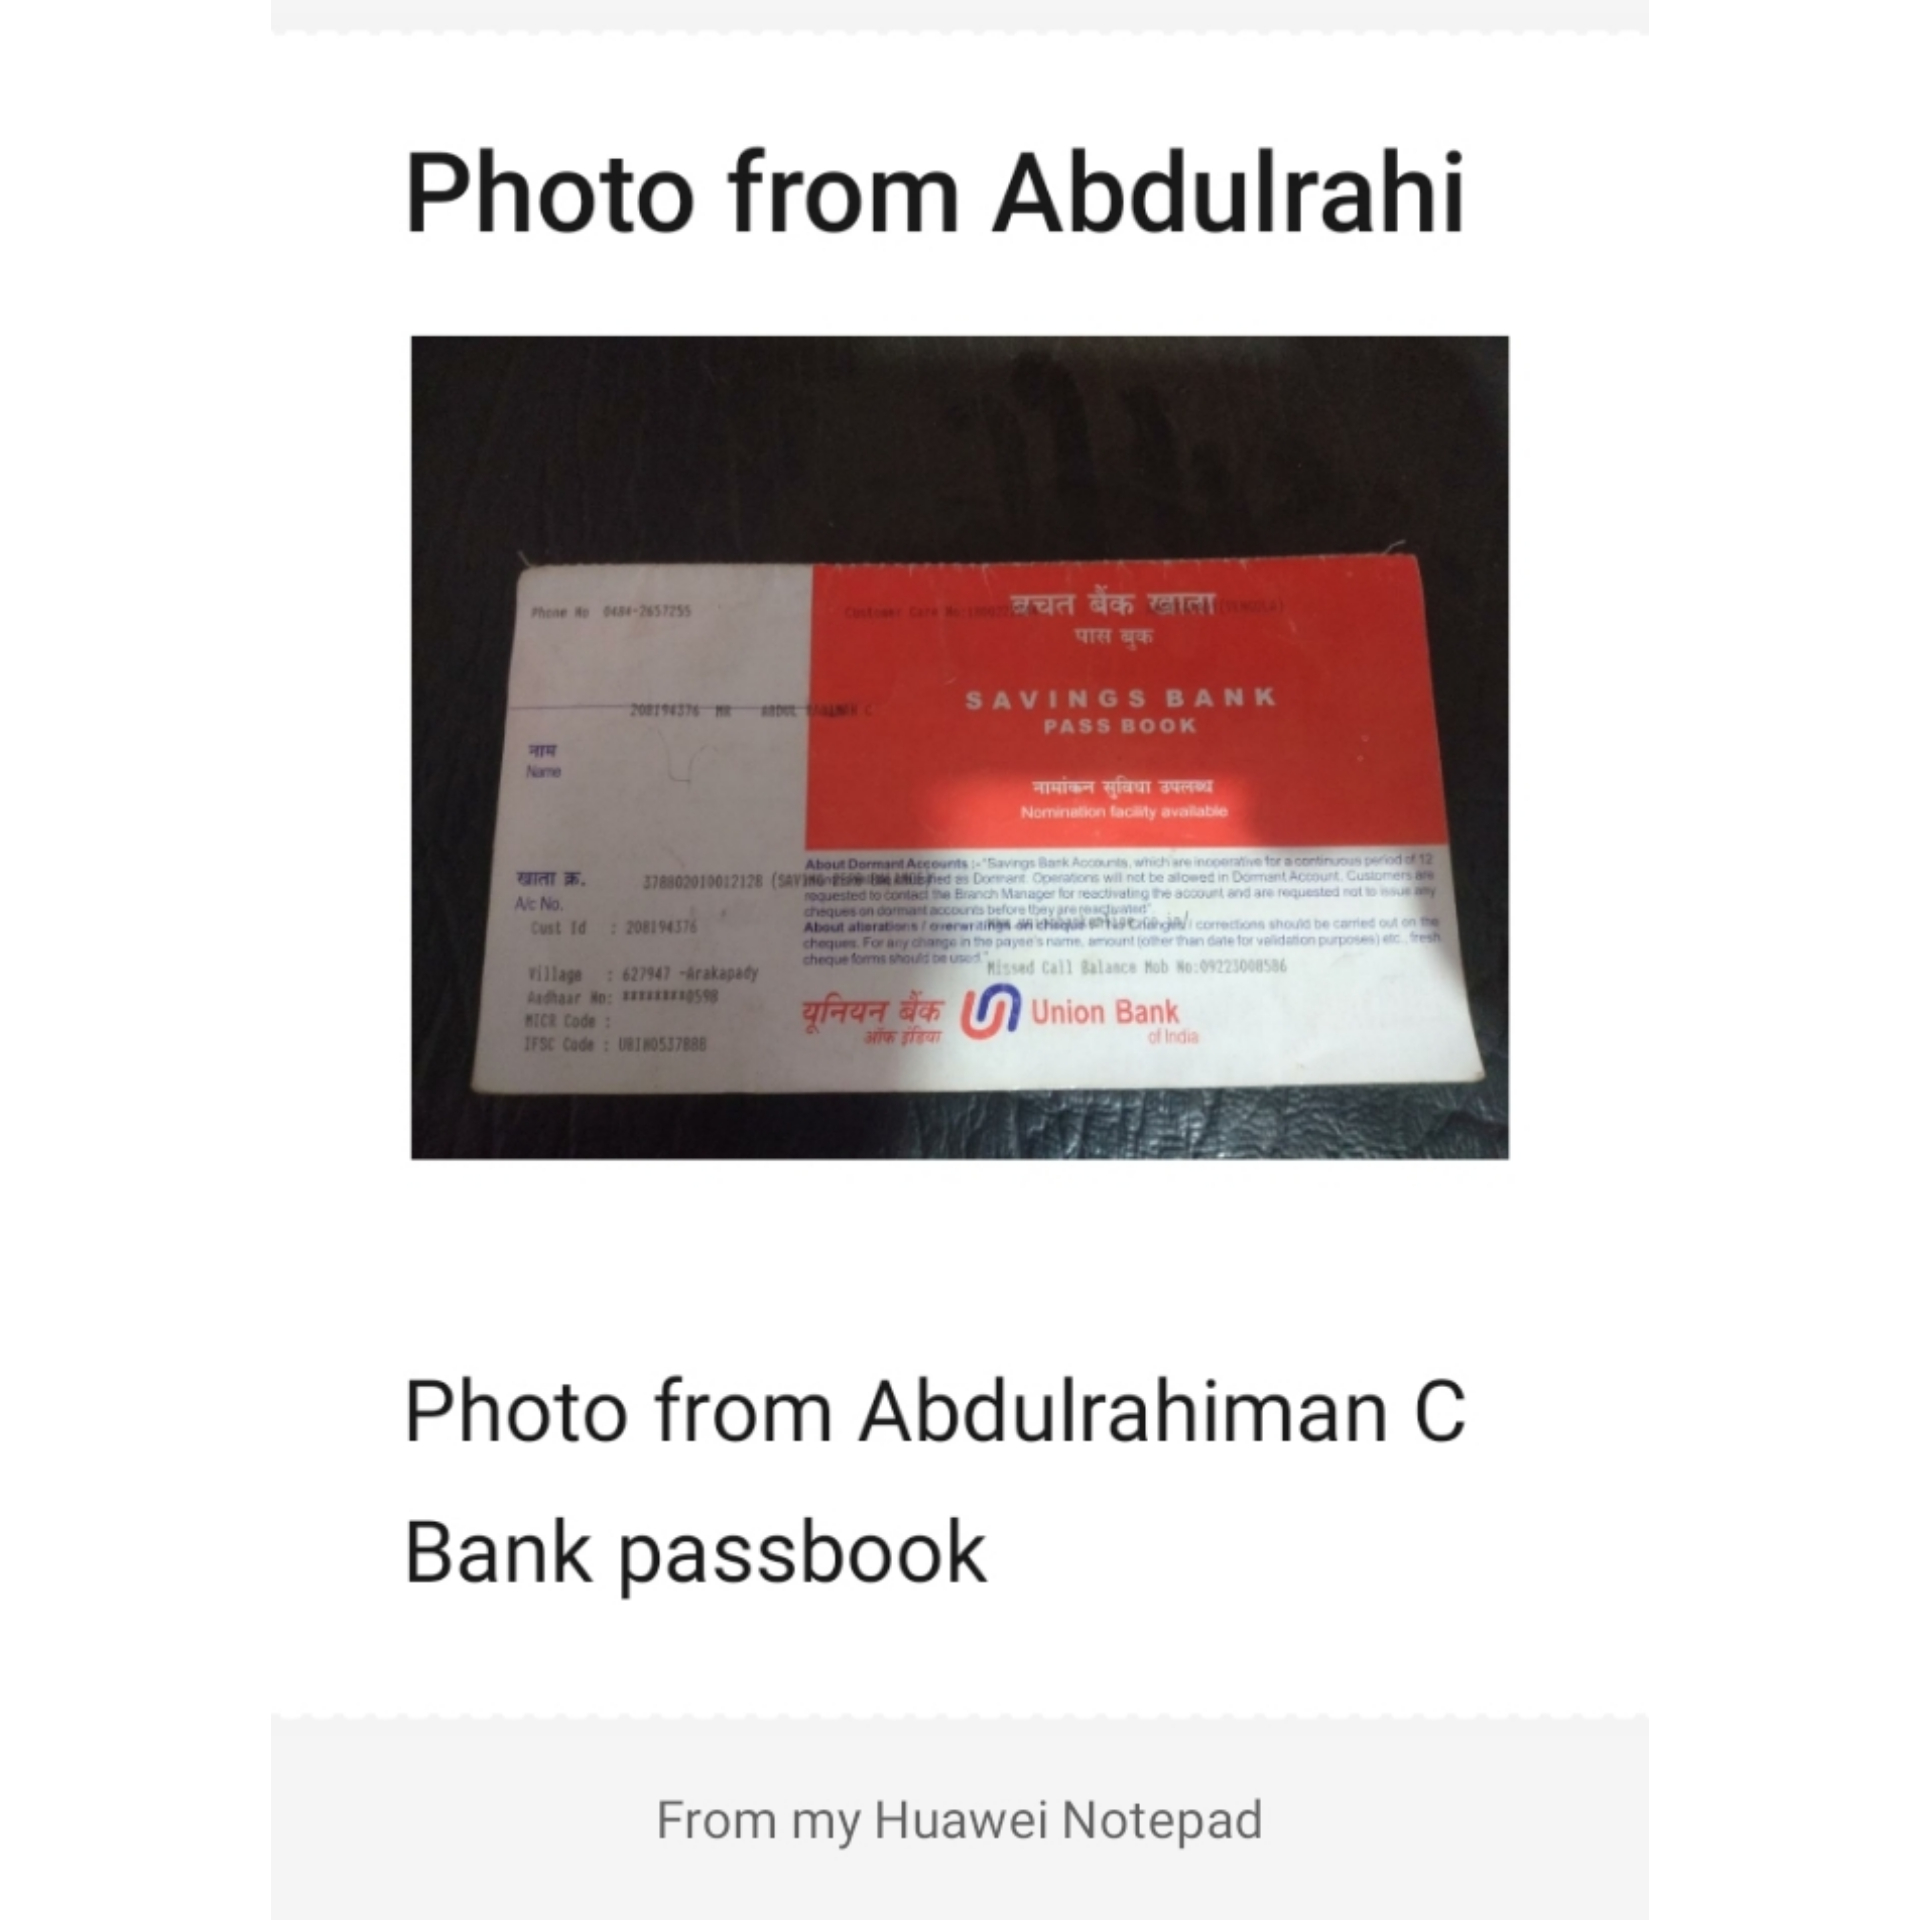 Photo from Abdulrahi
Phone No 0484-2657255
Customer Care No:
बचत बैंक खाता
पास बुक
208194376 MR ABDUL C
SAVINGS BANK
PASS BOOK
नाम
Name
नामांकन सुविधा उपलब्ध
Nomination facility available
खाता क्र.
A/c No.
378802010012128
About Dormant Accounts :- "Savings Bank Accounts, which are inoperative for a continuous period of 12
as Dormant. Operations will not be allowed in Dormant Account. Customers are
requested to contact the Branch Manager for reactivating the account and are requested not to issue any
cheques on dormant accounts before they are reactivated"
About alterations / overwritings on cheque corrections should be carried out on the
cheques. For any change in the payee's name, amount (other than date for validation purposes) etc., fresh
cheque forms should be used."
Cust Id : 208194376
Missed Call Balance Mob No:09223008586
Village : 627947 -Arakapady
Aadhaar No: ********0598
MICR Code :
IFSC Code : UBIN0537888
यूनियन बैंक
ऑफ इंडिया
Union Bank
of India
Photo from Abdulrahiman C
Bank passbook
From my Huawei Notepad